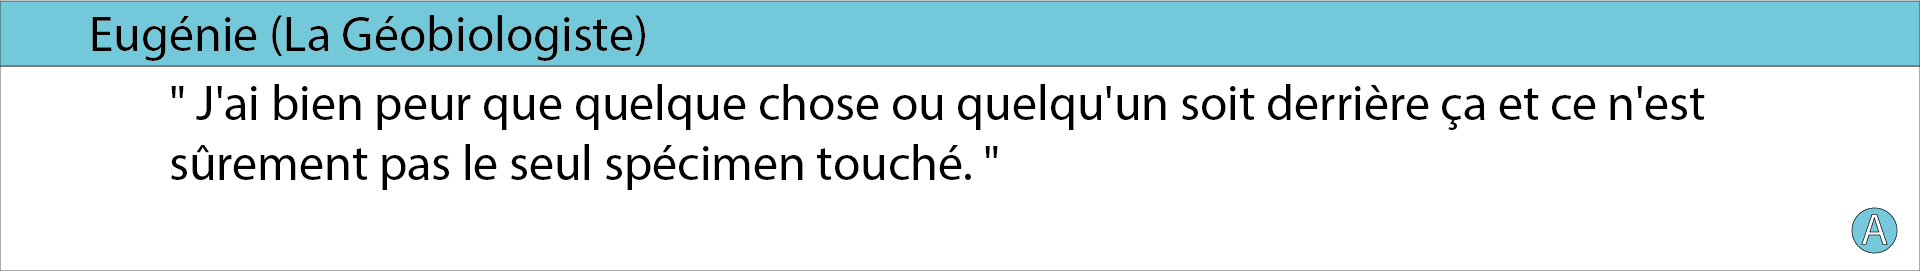 Eugénie (La Géobiologiste)
" J'ai bien peur que quelque chose ou quelqu'un soit derrière ça et ce n'est
sûrement pas le seul spécimen touché. "
A